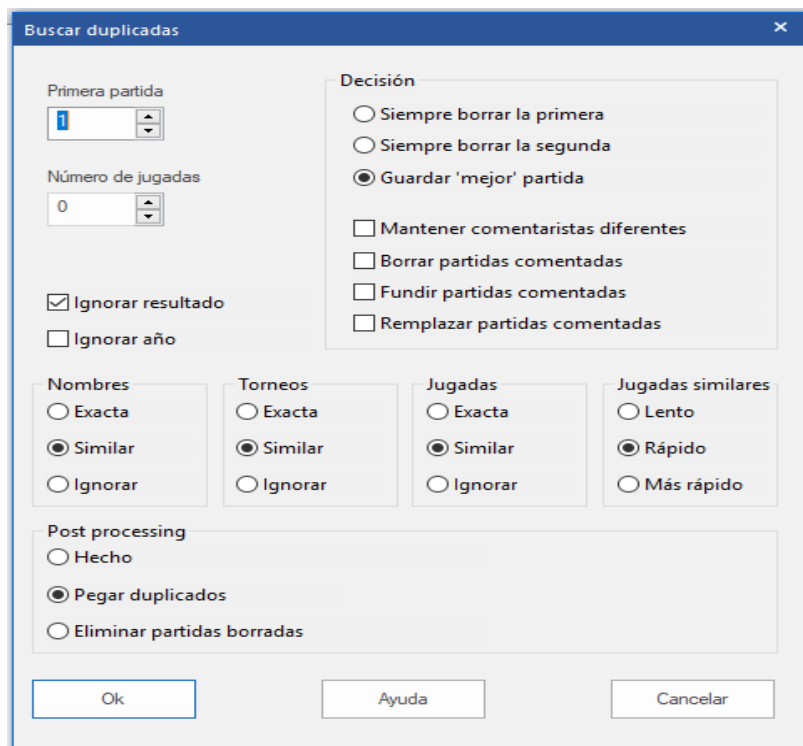 Buscar duplicadas
Primera partida
1
Número de jugadas
0
Ignorar resultado
Ignorar año
Decisión
Siempre borrar la primera
Siempre borrar la segunda
Guardar 'mejor' partida
Mantener comentaristas diferentes
Borrar partidas comentadas
Fundir partidas comentadas
Remplazar partidas comentadas
Nombres
Exacta
Similar
Ignorar
Torneos
Exacta
Similar
Ignorar
Jugadas
Exacta
Similar
Ignorar
Jugadas similares
Lento
Rápido
Más rápido
Post processing
Hecho
Pegar duplicados
Eliminar partidas borradas
Ok
Ayuda
Cancelar